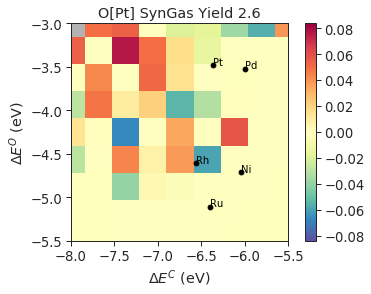 O[Pt] SynGas Yield 2.6
−3.0
−3.5
−4.0
−4.5
−5.0
−5.5
ΔE^O (eV)
Pt
Pd
Rh
Ni
Ru
−8.0 −7.5 −7.0 −6.5 −6.0 −5.5
ΔE^C (eV)
0.08
0.06
0.04
0.02
0.00
−0.02
−0.04
−0.06
−0.08